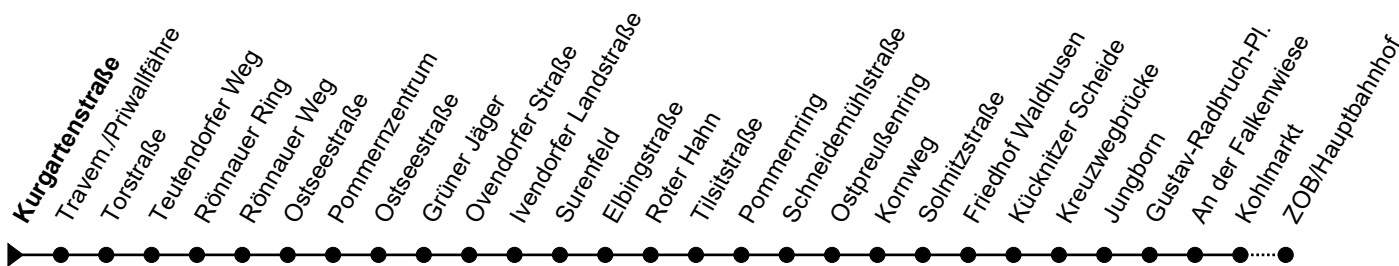 Kurgartenstraße
Travem./Priwallfähre
Torstraße
Teutendorfer Weg
Rönnauer Ring
Rönnauer Weg
Ostseestraße
Pommernzentrum
Ostseestraße
Grüner Jäger
Ovendorfer Straße
Ivendorfer Landstraße
Surenfeld
Elbingstraße
Roter Hahn
Tilsitstraße
Pommernring
Schneidemühlstraße
Ostpreußenring
Kornweg
Solmitzstraße
Friedhof Waldhusen
Kücknitzer Scheide
Kreuzwegbrücke
Jungborn
Gustav-Radbruch-Pl.
An der Falkenwiese
Kohlmarkt
ZOB/Hauptbahnhof